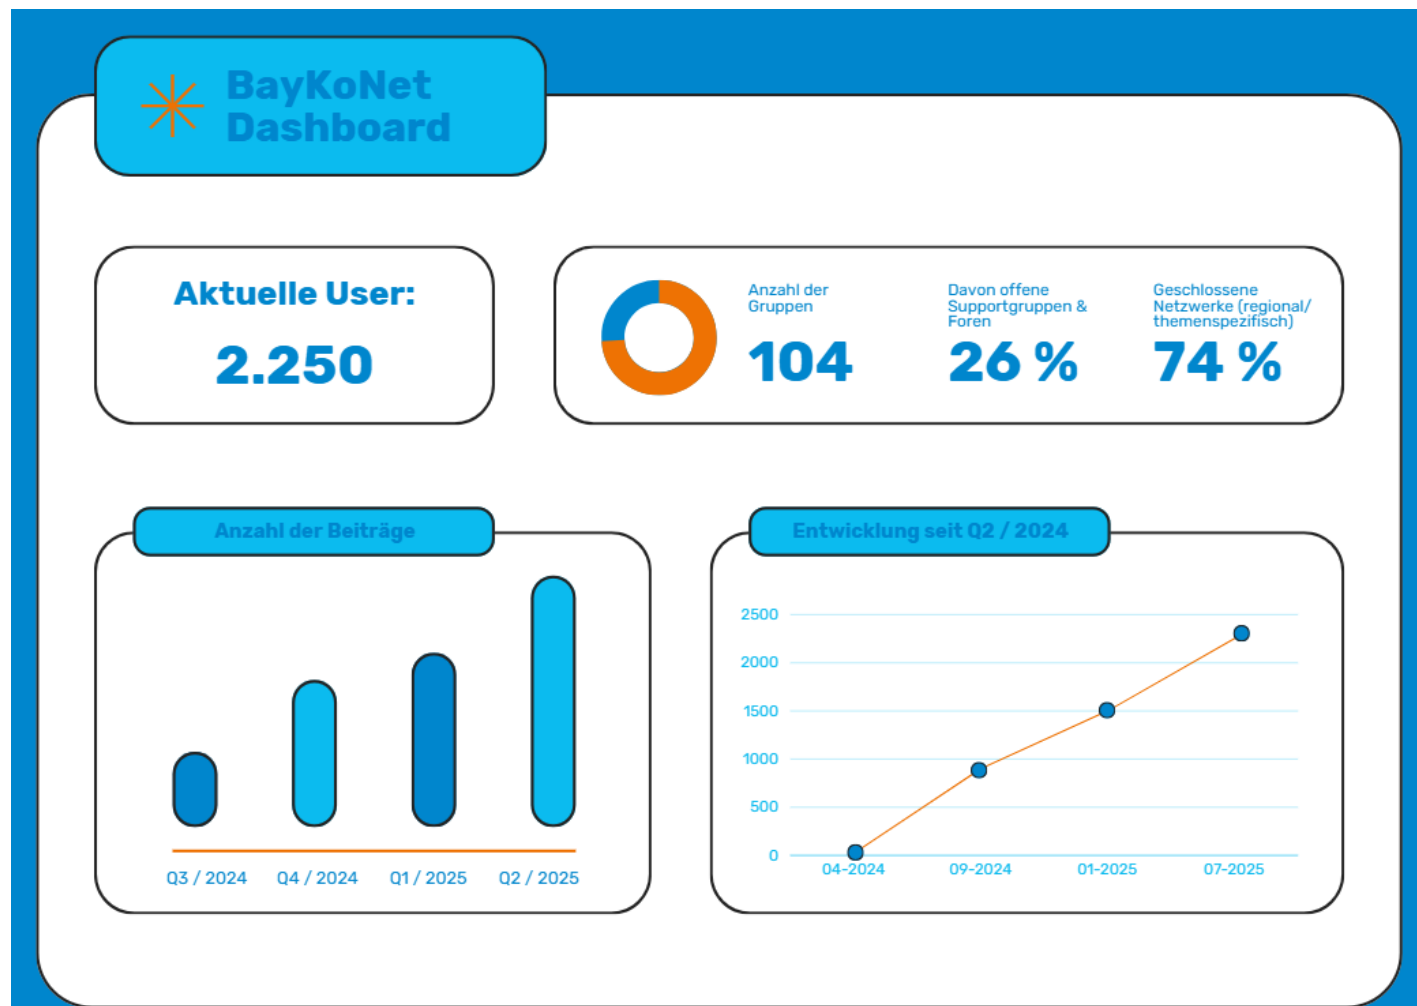 BayKoNet
Dashboard
Aktuelle User:
2.250
Anzahl der
Gruppen
104
Davon offene
Supportgruppen &
Foren
26 %
Geschlossene
Netzwerke (regional/
themenspezifisch)
74 %
Anzahl der Beiträge
Q3 / 2024
Q4 / 2024
Q1 / 2025
Q2 / 2025
Entwicklung seit Q2 / 2024
2500
2000
1500
1000
500
0
04-2024
09-2024
01-2025
07-2025